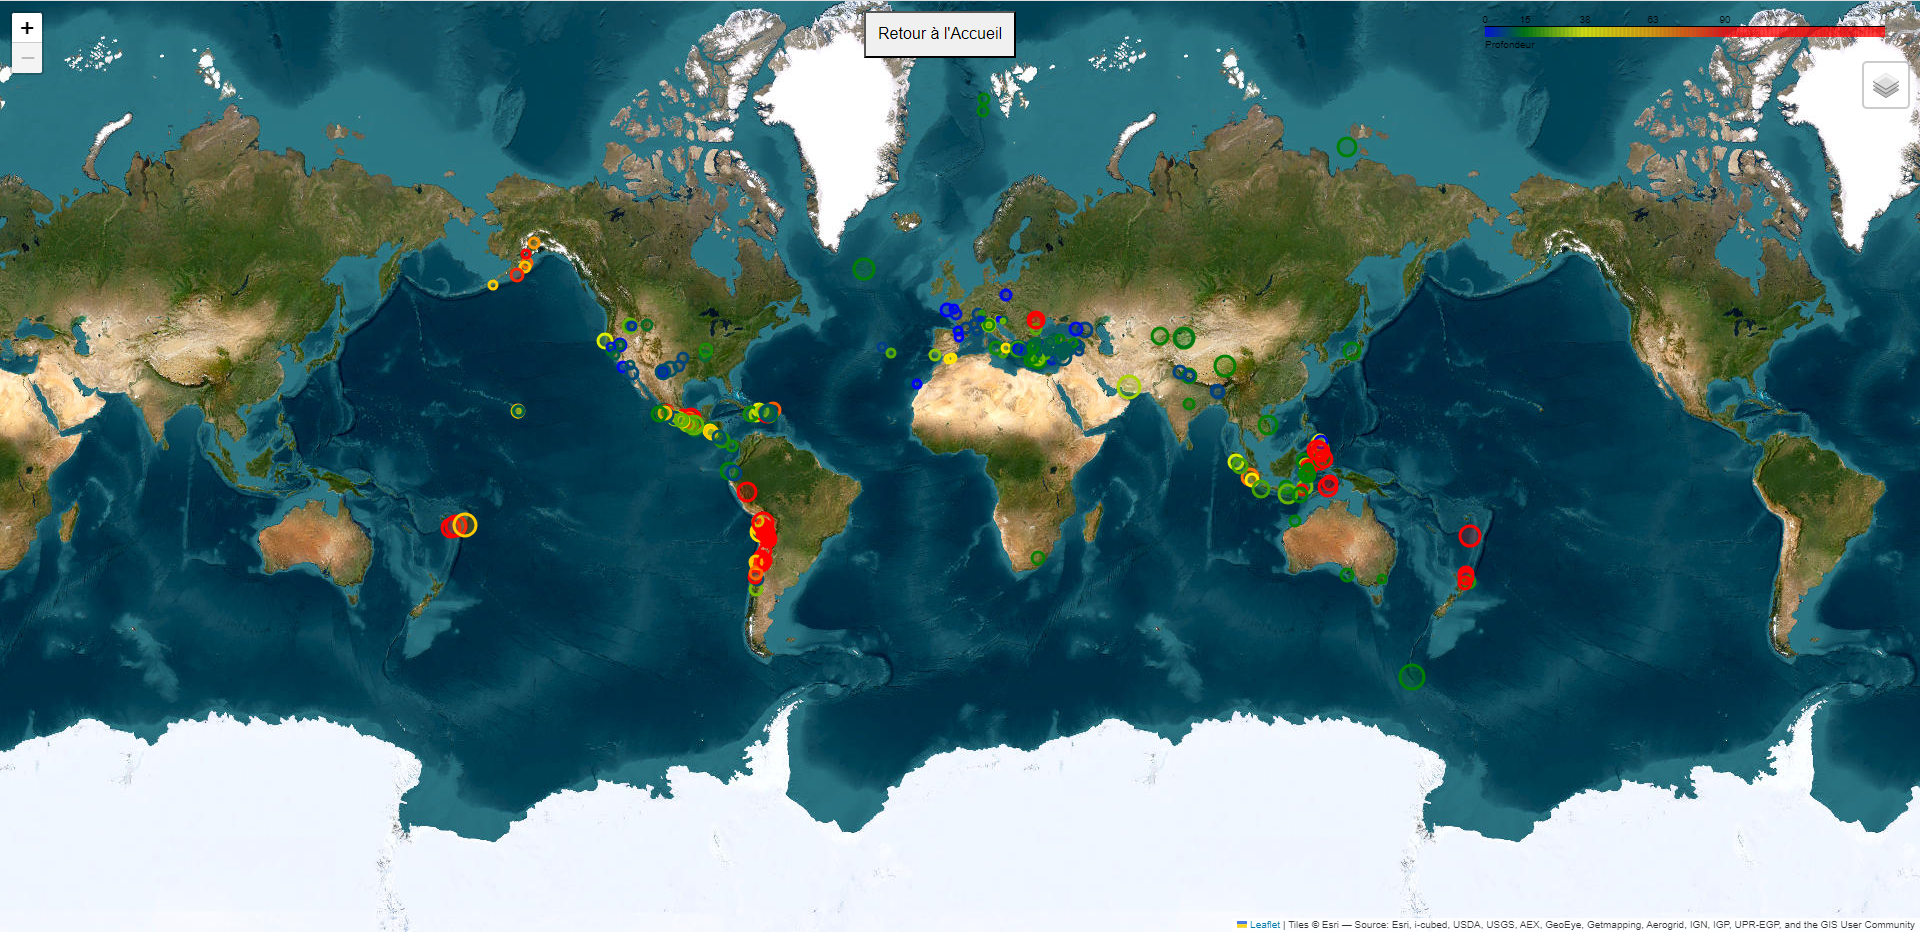 +
Retour à l'Accueil
0 15 38 63 90
Profondeur
−
Leaflet | Tiles © Esri — Source: Esri, i-cubed, USDA, USGS, AEX, GeoEye, Getmapping, Aerogrid, IGN, IGP, UPR-EGP, and the GIS User Community